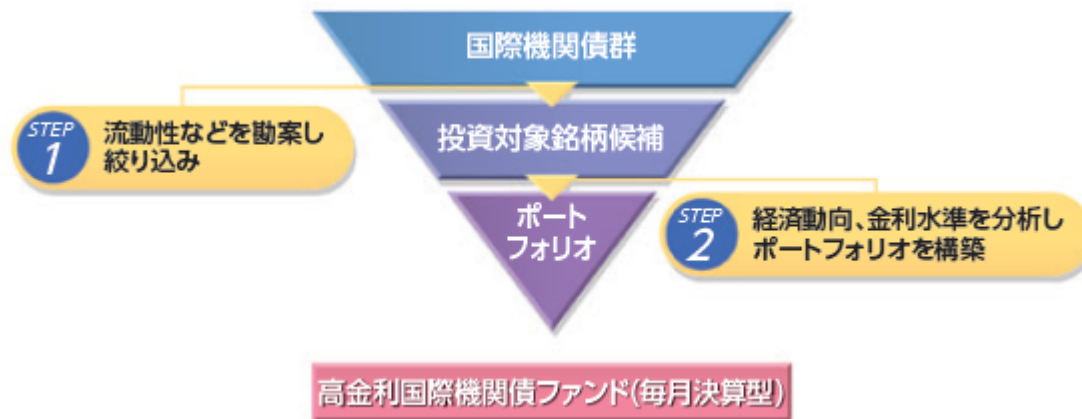 国際機関債群
STEP
1
流動性などを勘案し
絞り込み
投資対象銘柄候補
ポート
フォリオ
STEP
2
経済動向、金利水準を分析し
ポートフォリオを構築
高金利国際機関債ファンド(毎月決算型)